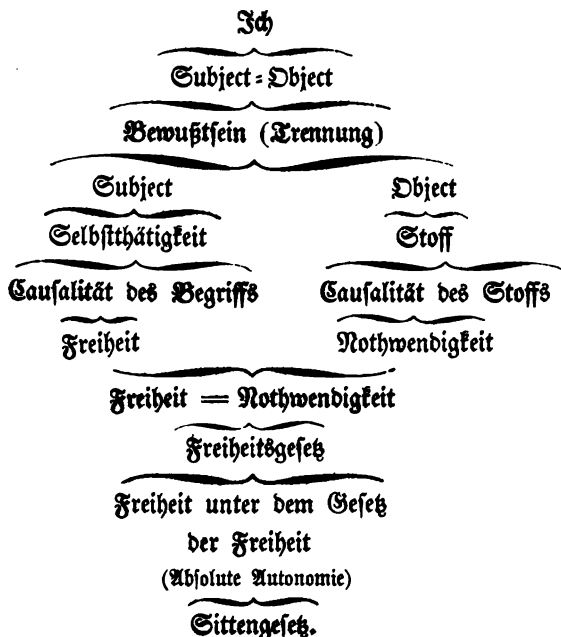 Ich
Subject=Object
Bewußtsein (Trennung)
Subject Object
Selbstthätigkeit Stoff
Causalität des Begriffs Causalität des Stoffs
Freiheit Nothwendigkeit
Freiheit = Nothwendigkeit
Freiheitsgesetz
Freiheit unter dem Gesetz
der Freiheit
(Absolute Autonomie)
Sittengesetz.